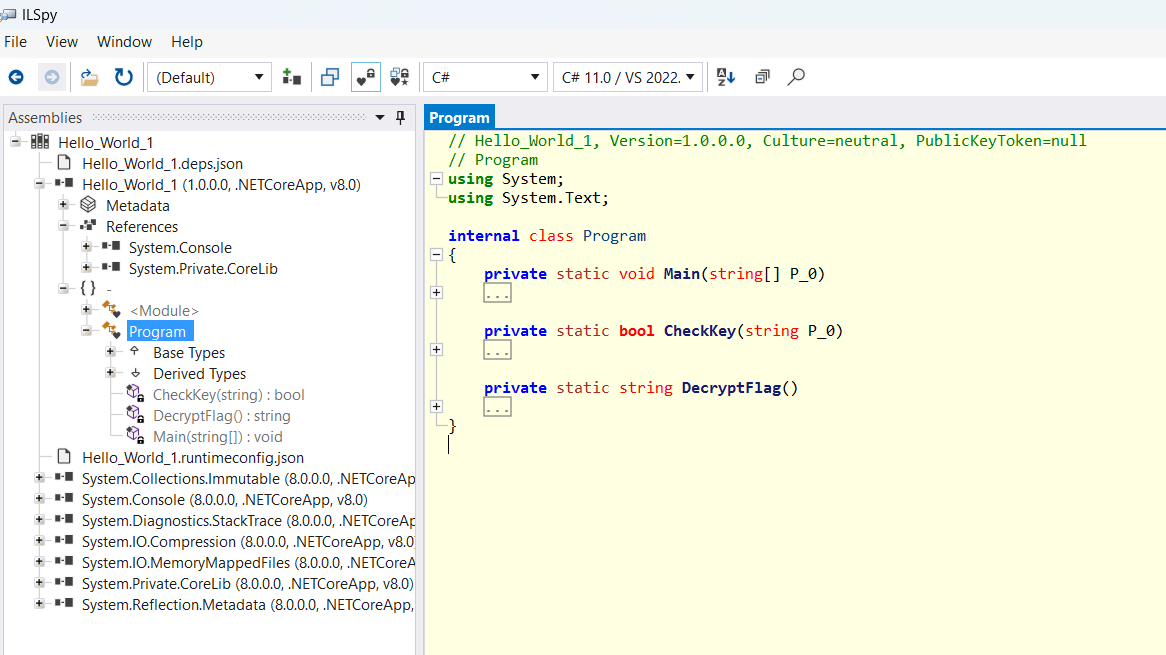 ILSpy
File View Window Help
(Default) C# C# 11.0 / VS 2022.
Assemblies
Hello_World_1
Hello_World_1.deps.json
Hello_World_1 (1.0.0.0, .NETCoreApp, v8.0)
Metadata
References
System.Console
System.Private.CoreLib
{ } -
<Module>
Program
Base Types
Derived Types
CheckKey(string) : bool
DecryptFlag() : string
Main(string[]) : void
Hello_World_1.runtimeconfig.json
System.Collections.Immutable (8.0.0.0, .NETCoreAp
System.Console (8.0.0.0, .NETCoreApp, v8.0)
System.Diagnostics.StackTrace (8.0.0.0, .NETCoreAp
System.IO.Compression (8.0.0.0, .NETCoreApp, v8.0
System.IO.MemoryMappedFiles (8.0.0.0, .NETCoreA
System.Private.CoreLib (8.0.0.0, .NETCoreApp, v8.0)
System.Reflection.Metadata (8.0.0.0, .NETCoreApp,
Program
// Hello_World_1, Version=1.0.0.0, Culture=neutral, PublicKeyToken=null
// Program
using System;
using System.Text;
internal class Program
{
private static void Main(string[] P_0)
...
private static bool CheckKey(string P_0)
...
private static string DecryptFlag()
...
}